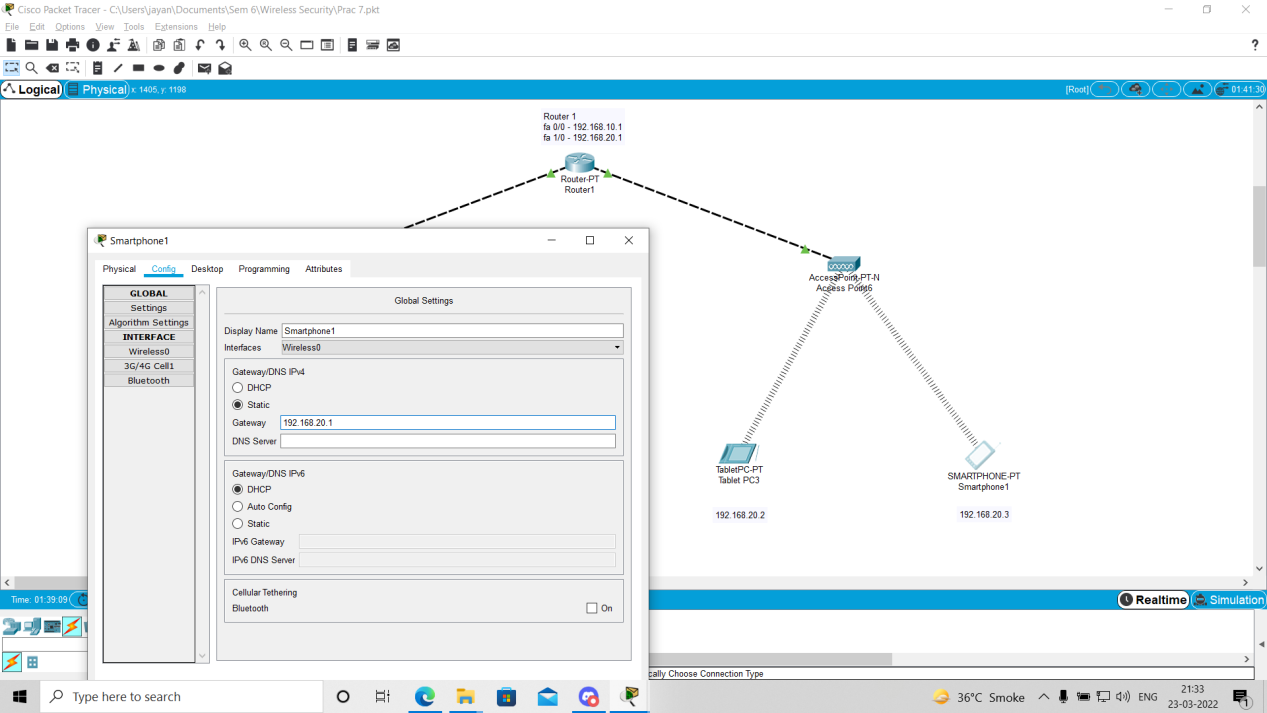 Cisco Packet Tracer - C:\Users\jayan\Documents\Sem 6\Wireless Security\Prac 7.pkt
File Edit Options View Tools Extensions Help
?
Logical Physical x: 1405, y: 1198 [Root] 01:41:30
Router 1
fa 0/0 - 192.168.10.1
fa 1/0 - 192.168.20.1
Router-PT
Router1
AccessPoint-PT-N
Access Point6
TabletPC-PT
Tablet PC3
192.168.20.2
SMARTPHONE-PT
Smartphone1
192.168.20.3
Smartphone1
Physical Config Desktop Programming Attributes
GLOBAL
Settings
Algorithm Settings
INTERFACE
Wireless0
3G/4G Cell1
Bluetooth
Global Settings
Display Name Smartphone1
Interfaces Wireless0
Gateway/DNS IPv4
DHCP
Static
Gateway 192.168.20.1
DNS Server
Gateway/DNS IPv6
DHCP
Auto Config
Static
IPv6 Gateway
IPv6 DNS Server
Cellular Tethering
Bluetooth On
Time: 01:39:09 Realtime Simulation
cally Choose Connection Type
Type here to search
36°C Smoke ENG 21:33
23-03-2022
1